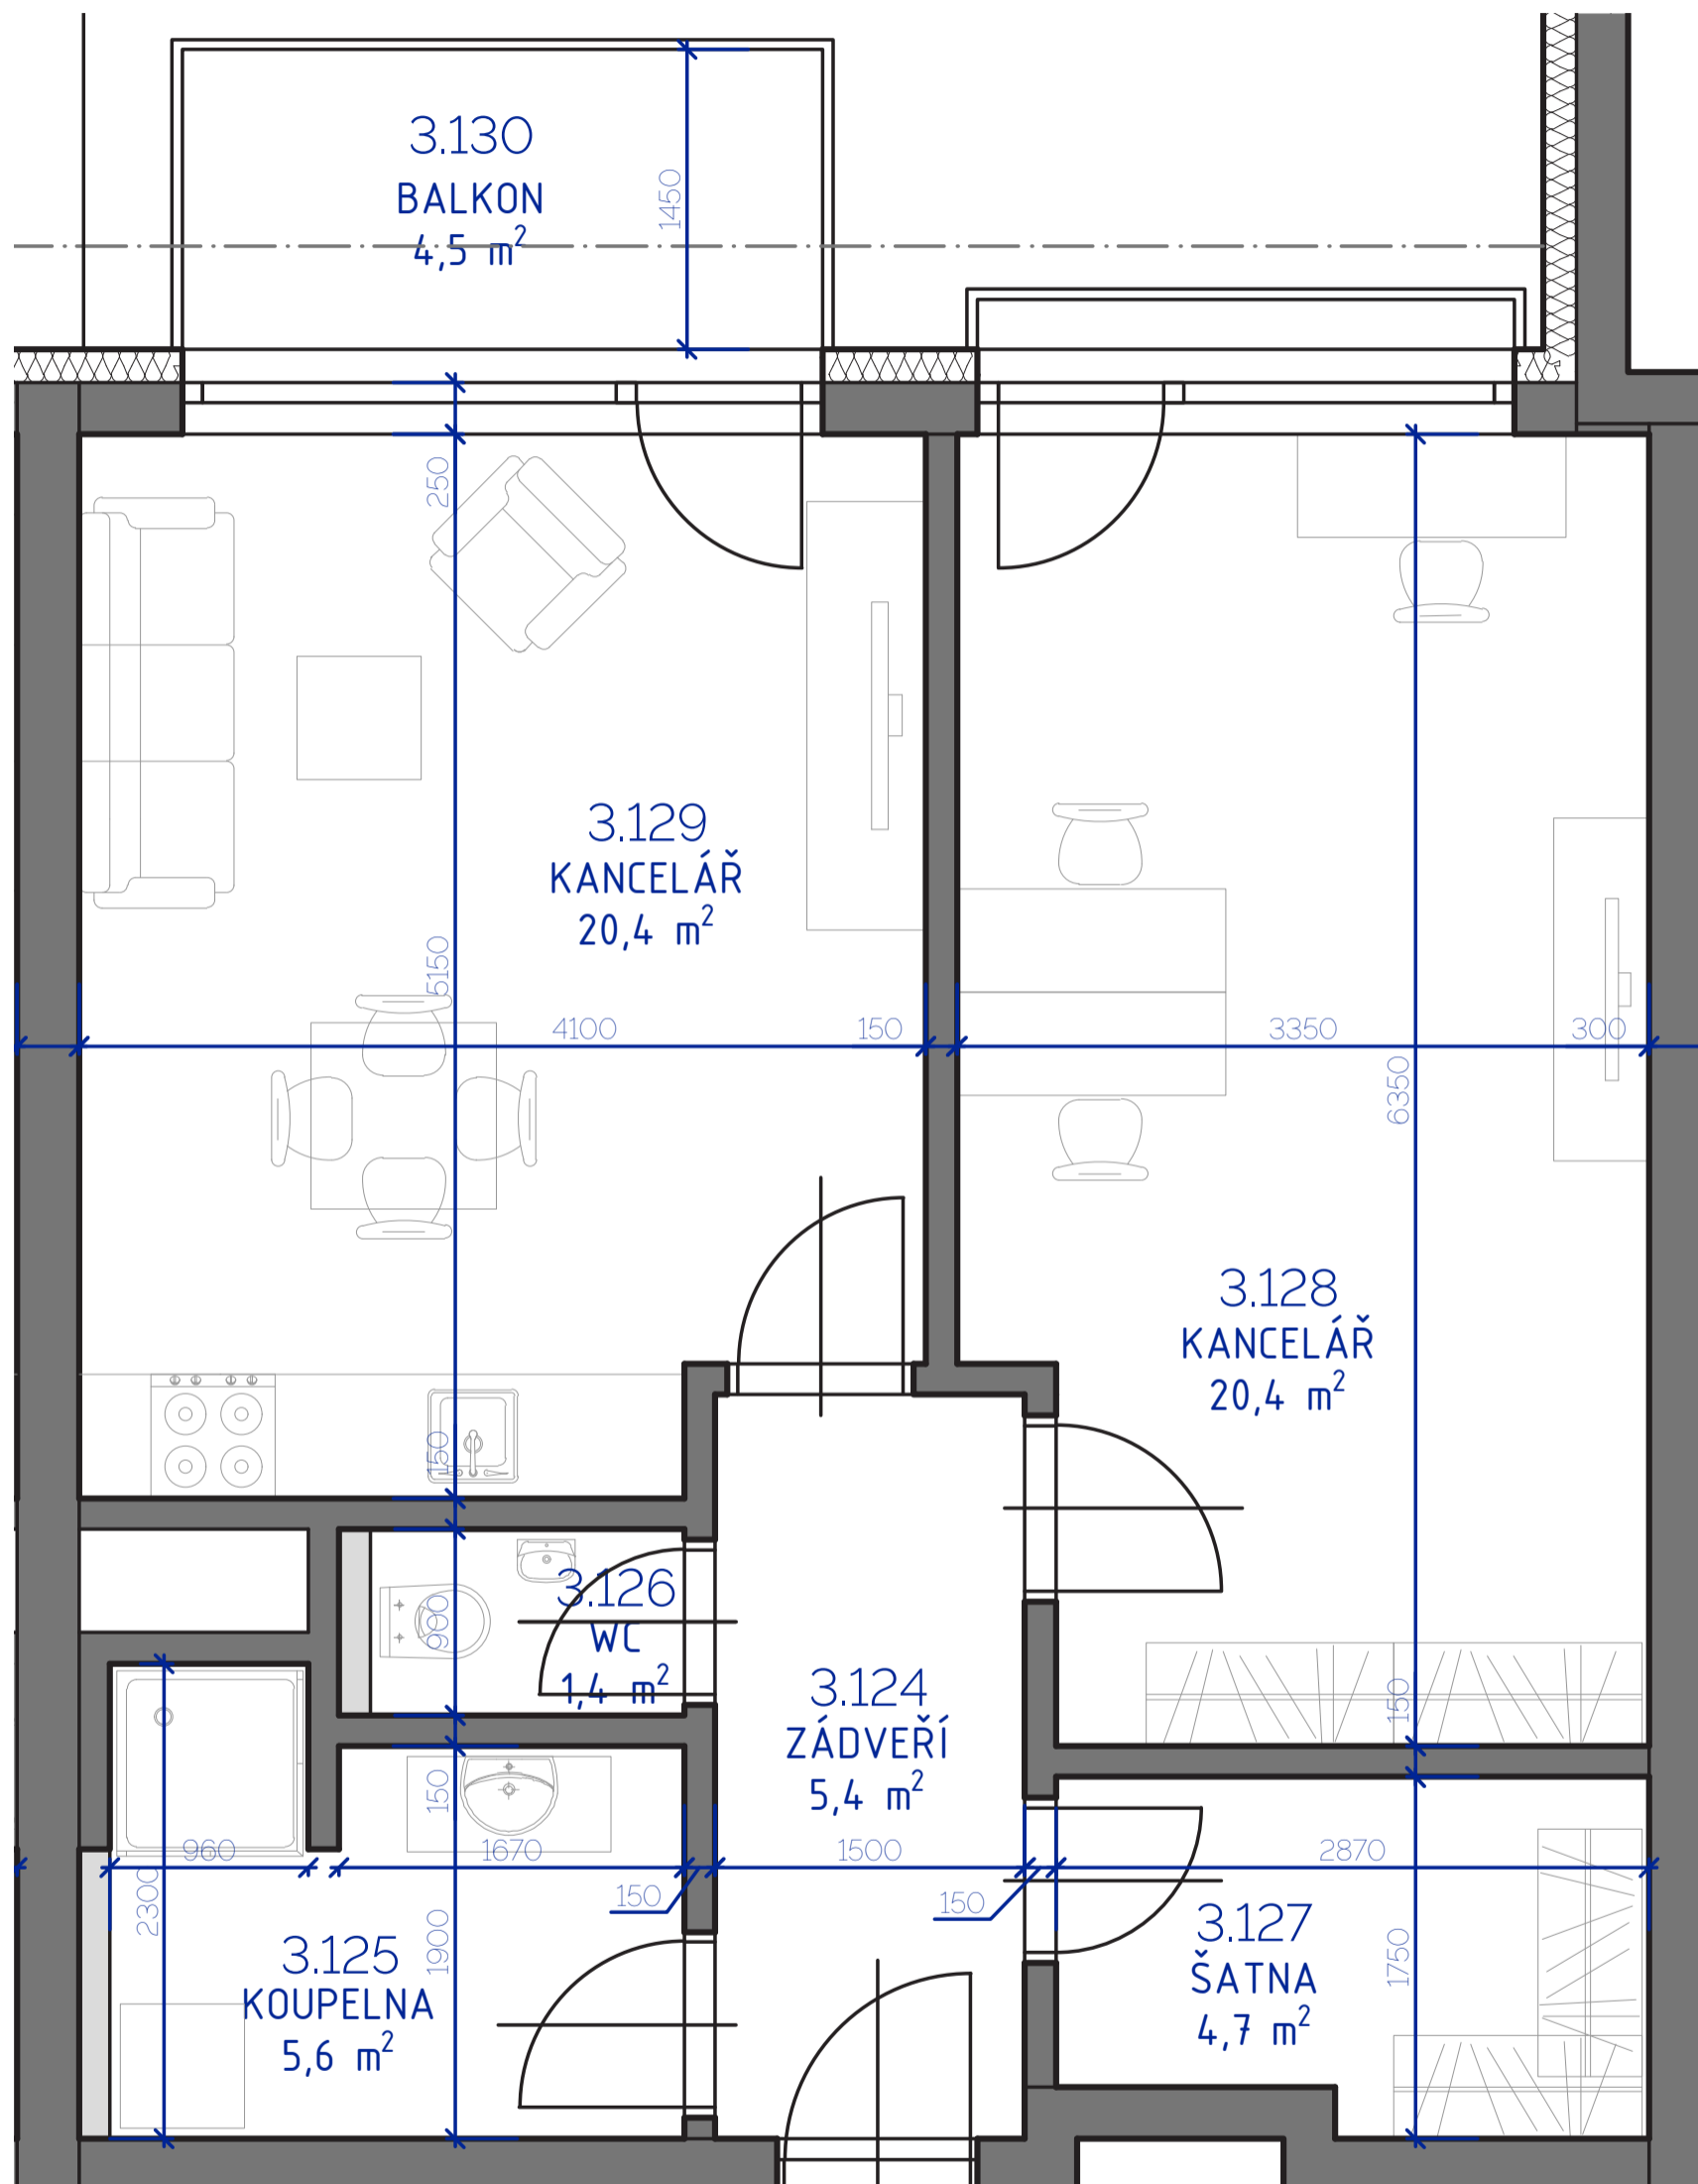 3.130
BALKON
4,5 m²
1450
250
3.129
KANCELÁŘ
20,4 m²
5150
4100
150
3350
300
6350
3.128
KANCELÁŘ
20,4 m²
150
3.126
WC
1,4 m²
900
3.124
ZÁDVEŘÍ
5,4 m²
150
150
960
1670
1500
2870
2300
150
150
1900
1750
3.125
KOUPELNA
5,6 m²
3.127
ŠATNA
4,7 m²